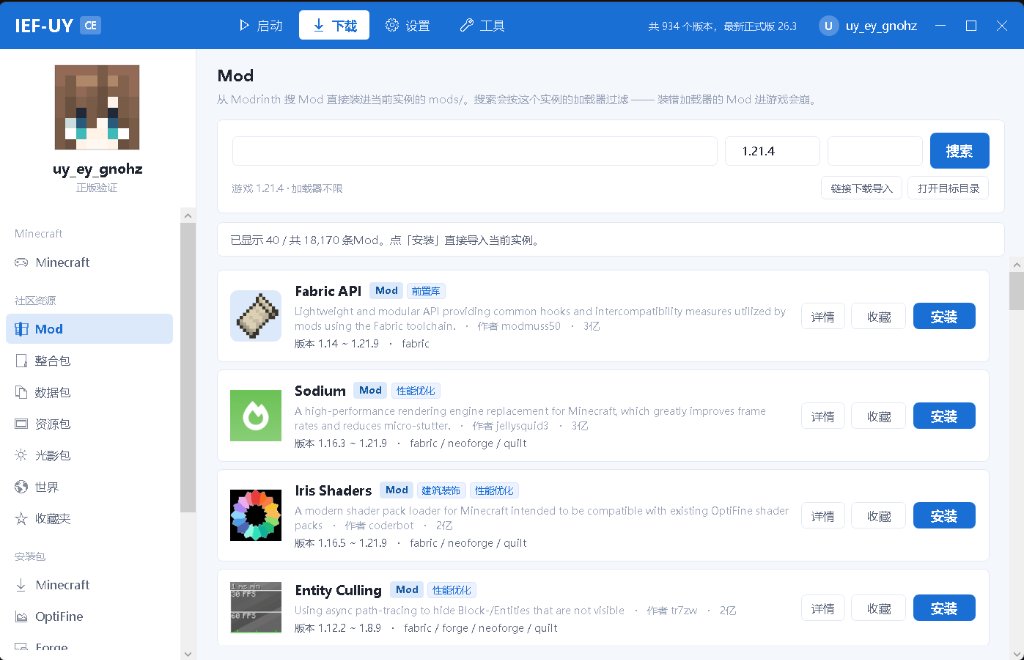 IEF-UY CE
启动
下载
设置
工具
共 934 个版本，最新正式版 26.3
U uy_ey_gnohz
uy_ey_gnohz
正版验证
Minecraft
Minecraft
社区资源
Mod
整合包
数据包
资源包
光影包
世界
收藏夹
安装包
Minecraft
OptiFine
Forge
Mod
从 Modrinth 搜 Mod 直接装进当前实例的 mods/。搜索会按这个实例的加载器过滤 —— 装错加载器的 Mod 进游戏会崩。
1.21.4
搜索
游戏 1.21.4 · 加载器不限
链接下载导入
打开目标目录
已显示 40 / 共 18,170 条Mod。点「安装」直接导入当前实例。
Fabric API Mod 前置库
Lightweight and modular API providing common hooks and intercompatibility measures utilized by
mods using the Fabric toolchain. · 作者 modmuss50 · 3亿
版本 1.14 ~ 1.21.9 · fabric
详情 收藏 安装
Sodium Mod 性能优化
A high-performance rendering engine replacement for Minecraft, which greatly improves frame
rates and reduces micro-stutter. · 作者 jellysquid3 · 3亿
版本 1.16.3 ~ 1.21.9 · fabric / neoforge / quilt
详情 收藏 安装
Iris Shaders Mod 建筑装饰 性能优化
A modern shader pack loader for Minecraft intended to be compatible with existing OptiFine shader
packs · 作者 coderbot · 2亿
版本 1.16.5 ~ 1.21.9 · fabric / neoforge / quilt
详情 收藏 安装
30 FPS
60 FPS
Entity Culling Mod 性能优化
Using async path-tracing to hide Block-/Entities that are not visible · 作者 tr7zw · 2亿
版本 1.12.2 ~ 1.8.9 · fabric / forge / neoforge / quilt
详情 收藏 安装